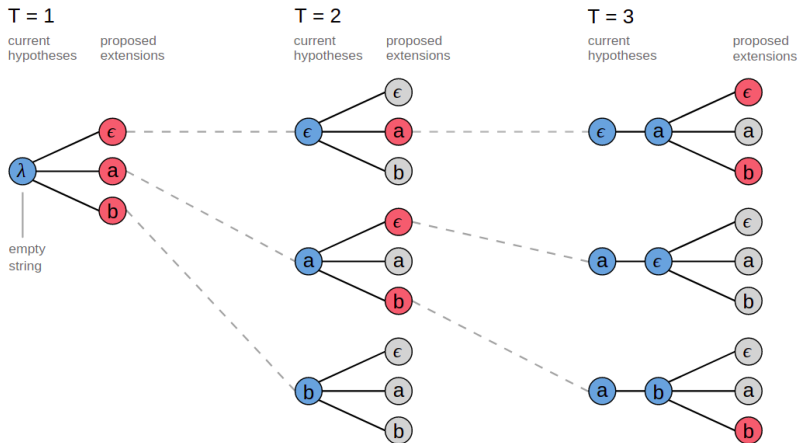 T = 1
T = 2
T = 3
current hypotheses
proposed extensions
current hypotheses
proposed extensions
current hypotheses
proposed extensions
λ
ϵ
a
b
empty string
ϵ
ϵ
a
b
a
ϵ
a
b
b
ϵ
a
b
ϵ
a
ϵ
a
b
a
ϵ
ϵ
a
b
a
b
ϵ
a
b